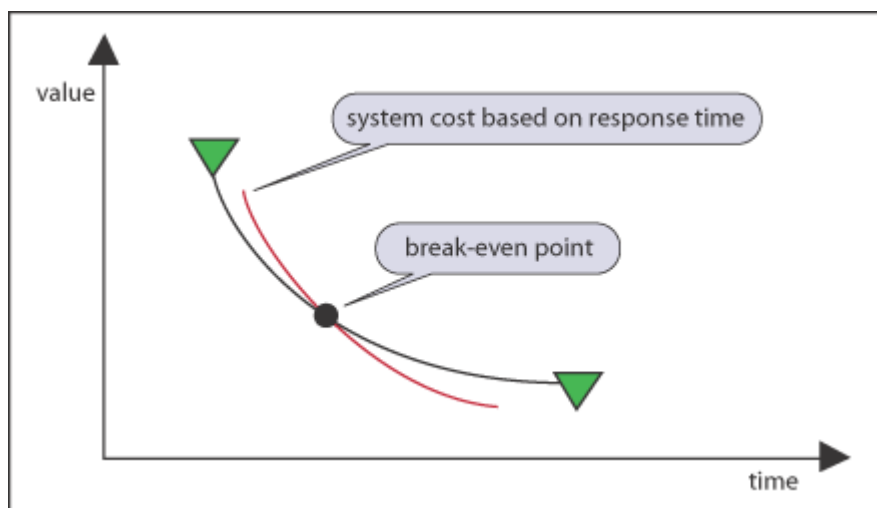 value
system cost based on response time
break-even point
time